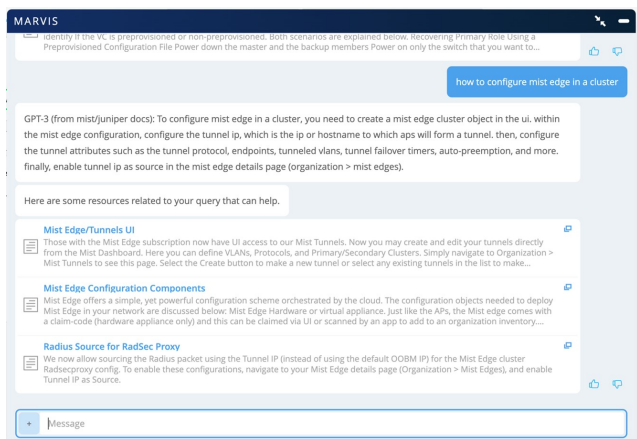 MARVIS
identify if the VC is preprovisioned or non-preprovisioned. Both scenarios are explained below. Recovering Primary Role Using a
Preprovisioned Configuration File Power down the master and the backup members Power on only the switch that you want to...
how to configure mist edge in a cluster
GPT-3 (from mist/juniper docs): To configure mist edge in a cluster, you need to create a mist edge cluster object in the ui. within
the mist edge configuration, configure the tunnel ip, which is the ip or hostname to which aps will form a tunnel. then, configure
the tunnel attributes such as the tunnel protocol, endpoints, tunneled vlans, tunnel failover timers, auto-preemption, and more.
finally, enable tunnel ip as source in the mist edge details page (organization > mist edges).
Here are some resources related to your query that can help.
Mist Edge/Tunnels UI
Those with the Mist Edge subscription now have UI access to our Mist Tunnels. Now you may create and edit your tunnels directly
from the Mist Dashboard. Here you can define VLANs, Protocols, and Primary/Secondary Clusters. Simply navigate to Organization >
Mist Tunnels to see this page. Select the Create button to make a new tunnel or select any existing tunnels in the list to make...
Mist Edge Configuration Components
Mist Edge offers a simple, yet powerful configuration scheme orchestrated by the cloud. The configuration objects needed to deploy
Mist Edge in your network are discussed below: Mist Edge Hardware or virtual appliance. Just like the APs, the Mist edge comes with
a claim-code (hardware appliance only) and this can be claimed via UI or scanned by an app to add to an organization inventory....
Radius Source for RadSec Proxy
We now allow sourcing the Radius packet using the Tunnel IP (instead of using the default OOBM IP) for the Mist Edge cluster
Radsecproxy config. To enable these configurations, navigate to your Mist Edge details page (Organization > Mist Edges), and enable
Tunnel IP as Source.
+ Message